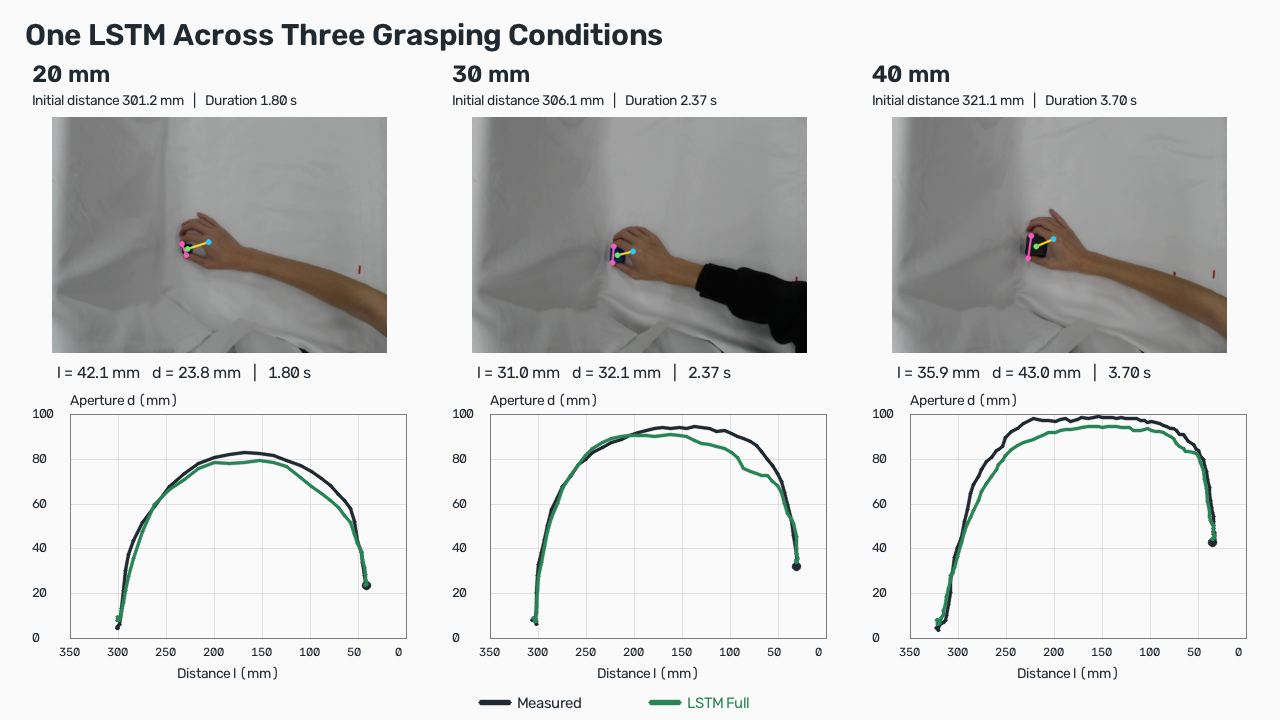 One LSTM Across Three Grasping Conditions
20 mm
Initial distance 301.2 mm | Duration 1.80 s
l = 42.1 mm d = 23.8 mm | 1.80 s
Aperture d (mm)
100
80
60
40
20
0
350 300 250 200 150 100 50 0
Distance l (mm)
30 mm
Initial distance 306.1 mm | Duration 2.37 s
l = 31.0 mm d = 32.1 mm | 2.37 s
Aperture d (mm)
100
80
60
40
20
0
350 300 250 200 150 100 50 0
Distance l (mm)
40 mm
Initial distance 321.1 mm | Duration 3.70 s
l = 35.9 mm d = 43.0 mm | 3.70 s
Aperture d (mm)
100
80
60
40
20
0
350 300 250 200 150 100 50 0
Distance l (mm)
Measured
LSTM Full